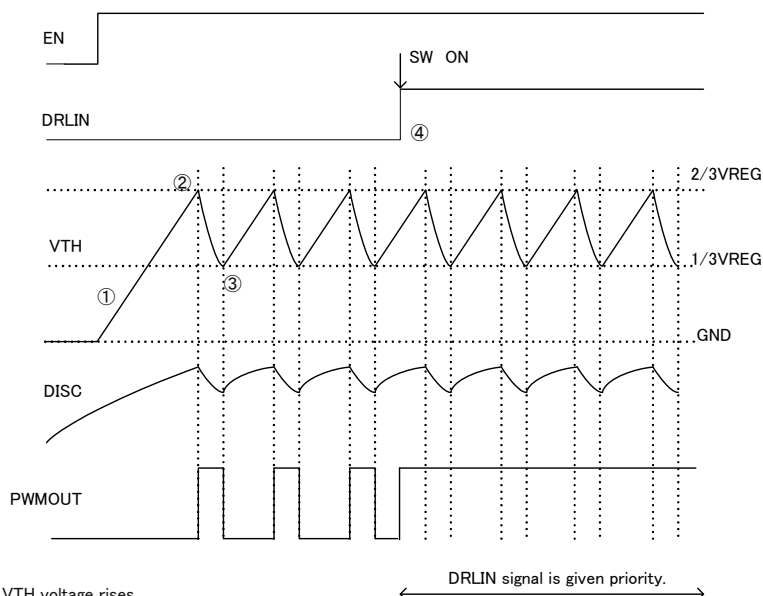 EN
SW ON
DRLIN
④
②
2/3VREG
VTH
1/3VREG
③
①
GND
DISC
PWMOUT
DRLIN signal is given priority.
VTH voltage rises